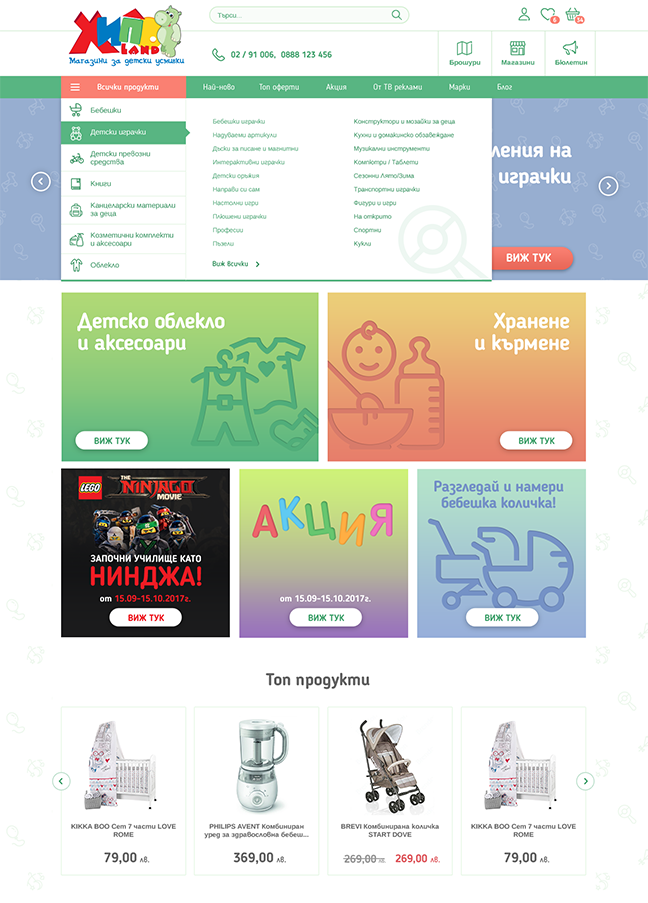 ХИПО
LAND
Магазини за детски усмивки
Търси...
6
34
02 / 91 006, 0888 123 456
Брошури
Магазини
Бюлетин
Всички продукти
Най-ново
Топ оферти
Акция
От ТВ реклами
Марки
Блог
Бебешки
Детски играчки
Детски превозни
средства
Книги
Канцеларски материали
за деца
Козметични комплекти
и аксесоари
Облекло
Бебешки играчки
Надуваеми артикули
Дъски за писане и магнитни
Интерактивни играчки
Детски оръжия
Направи си сам
Настолни игри
Плюшени играчки
Професии
Пъзели
Виж всички
Конструктори и мозайки за деца
Кухни и домакинско обзавеждане
Музикални инструменти
Компютри / Таблети
Сезонни Лято/Зима
Транспортни играчки
Фигури и игри
На открито
Спортни
Кукли
ления на
играчки
ВИЖ ТУК
Детско облекло
и аксесоари
ВИЖ ТУК
Хранене
и кърмене
ВИЖ ТУК
LEGO
THE
NINJAGO
MOVIE
ЗАПОЧНИ УЧИЛИЩЕ КАТО
НИНДЖА!
от 15.09-15.10.2017г.
ВИЖ ТУК
АКЦИЯ
от 15.09-15.10.2017г.
ВИЖ ТУК
Разгледай и намери
бебешка количка!
ВИЖ ТУК
Топ продукти
KIKKA BOO Сет 7 части LOVE
ROME
79,00 лв.
PHILIPS AVENT Комбиниран
уред за здравословна бебеш...
369,00 лв.
BREVI Комбинирана количка
START DOVE
269,00 лв.
269,00 лв.
KIKKA BOO Сет 7 части LOVE
ROME
79,00 лв.